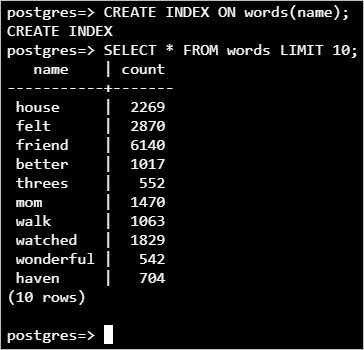 postgres=> CREATE INDEX ON words(name);
CREATE INDEX
postgres=> SELECT * FROM words LIMIT 10;
   name    | count
-----------+-------
 house     |  2269
 felt      |  2870
 friend    |  6140
 better    |  1017
 threes    |   552
 mom       |  1470
 walk      |  1063
 watched   |  1829
 wonderful |   542
 haven     |   704
(10 rows)

postgres=>